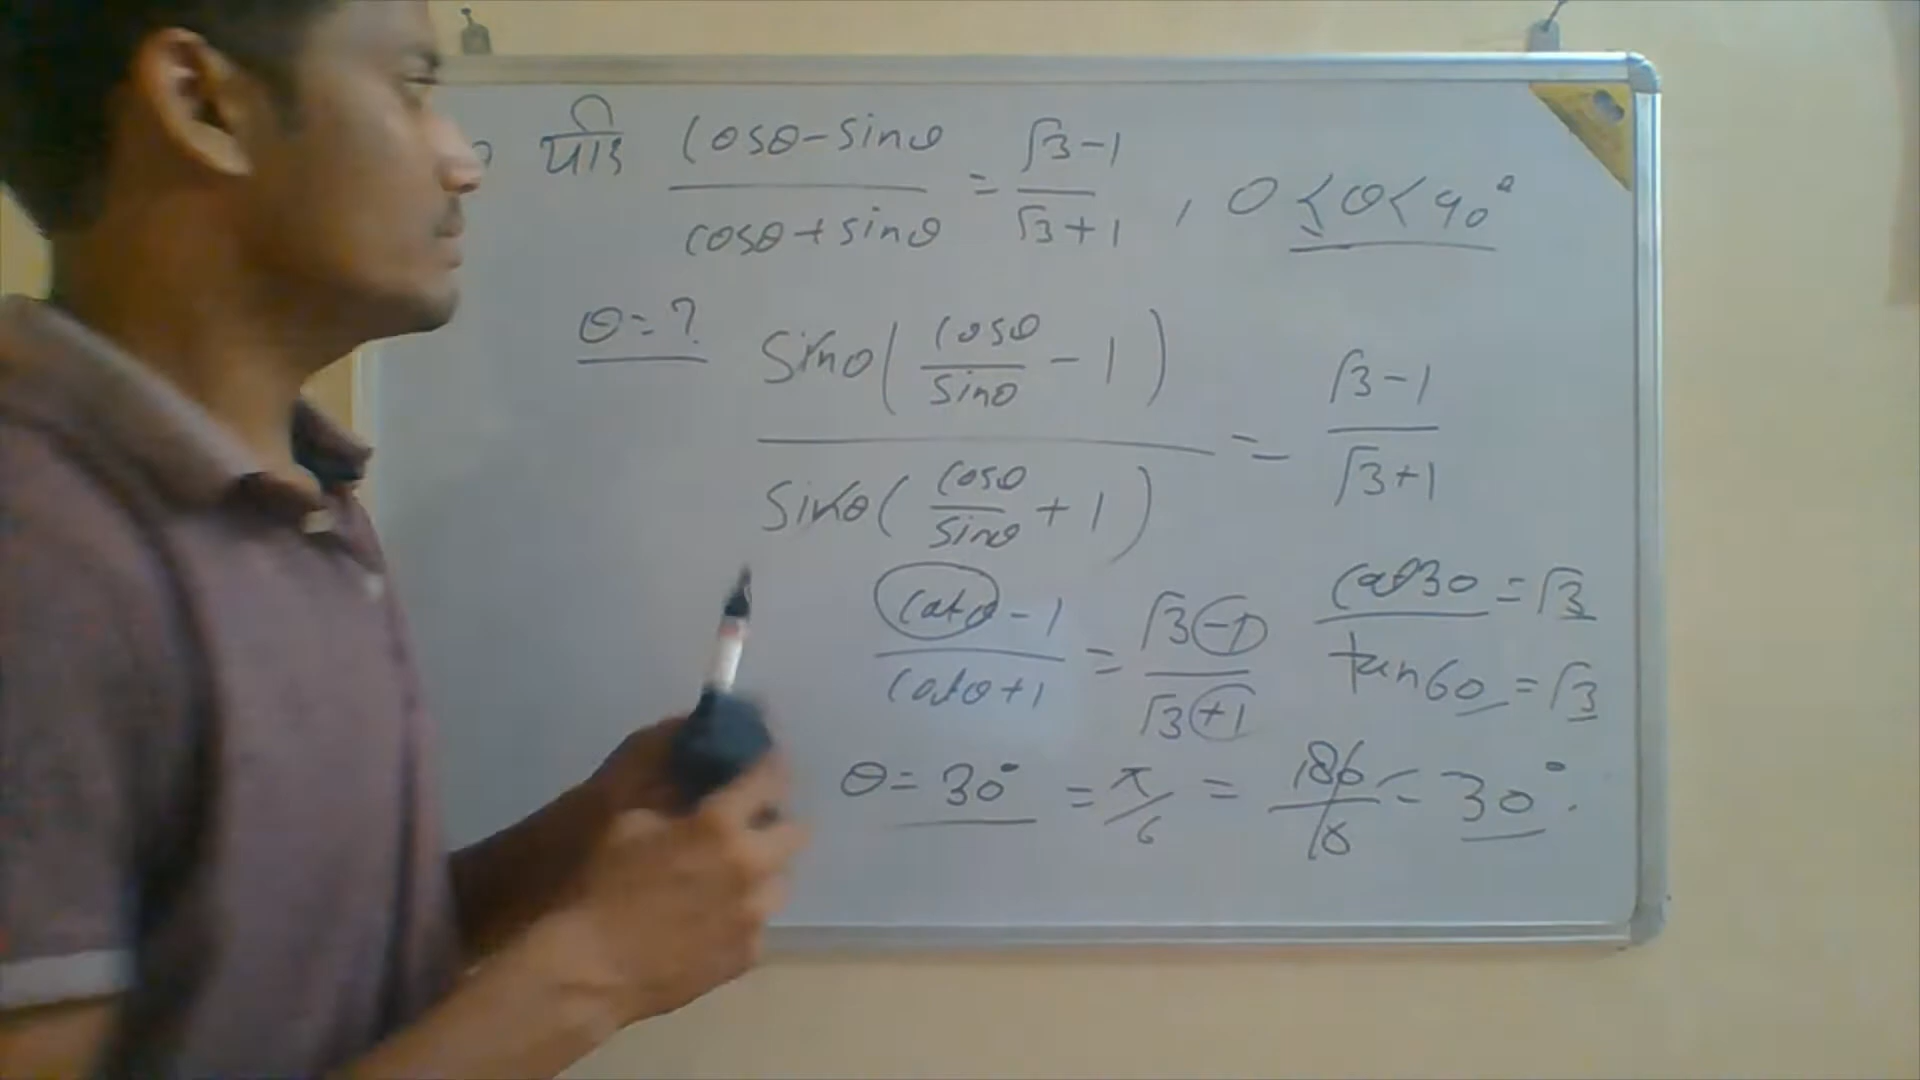 यदि (cosθ-sinθ)/(cosθ+sinθ) = (√3-1)/(√3+1) , 0 ≤ θ < 90°
θ = ?
sinθ(cosθ/sinθ - 1)/sinθ(cosθ/sinθ + 1) = (√3-1)/(√3+1)
(cotθ-1)/(cotθ+1) = (√3-1)/(√3+1)
cot30 = √3
tan60 = √3
θ = 30° = π/6 = 180/6 = 30°.